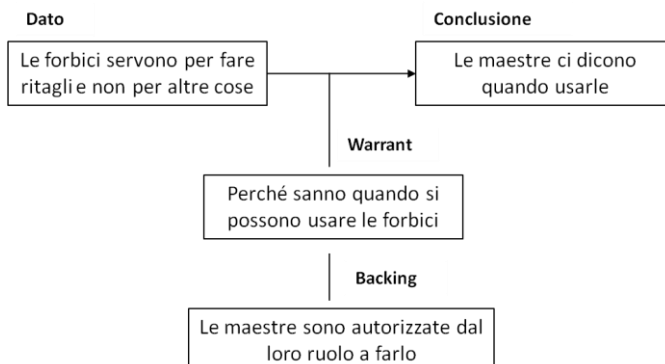 Dato
Conclusione
Le forbici servono per fare
ritagli e non per altre cose
Le maestre ci dicono
quando usarle
Warrant
Perché sanno quando si
possono usare le forbici
Backing
Le maestre sono autorizzate dal
loro ruolo a farlo